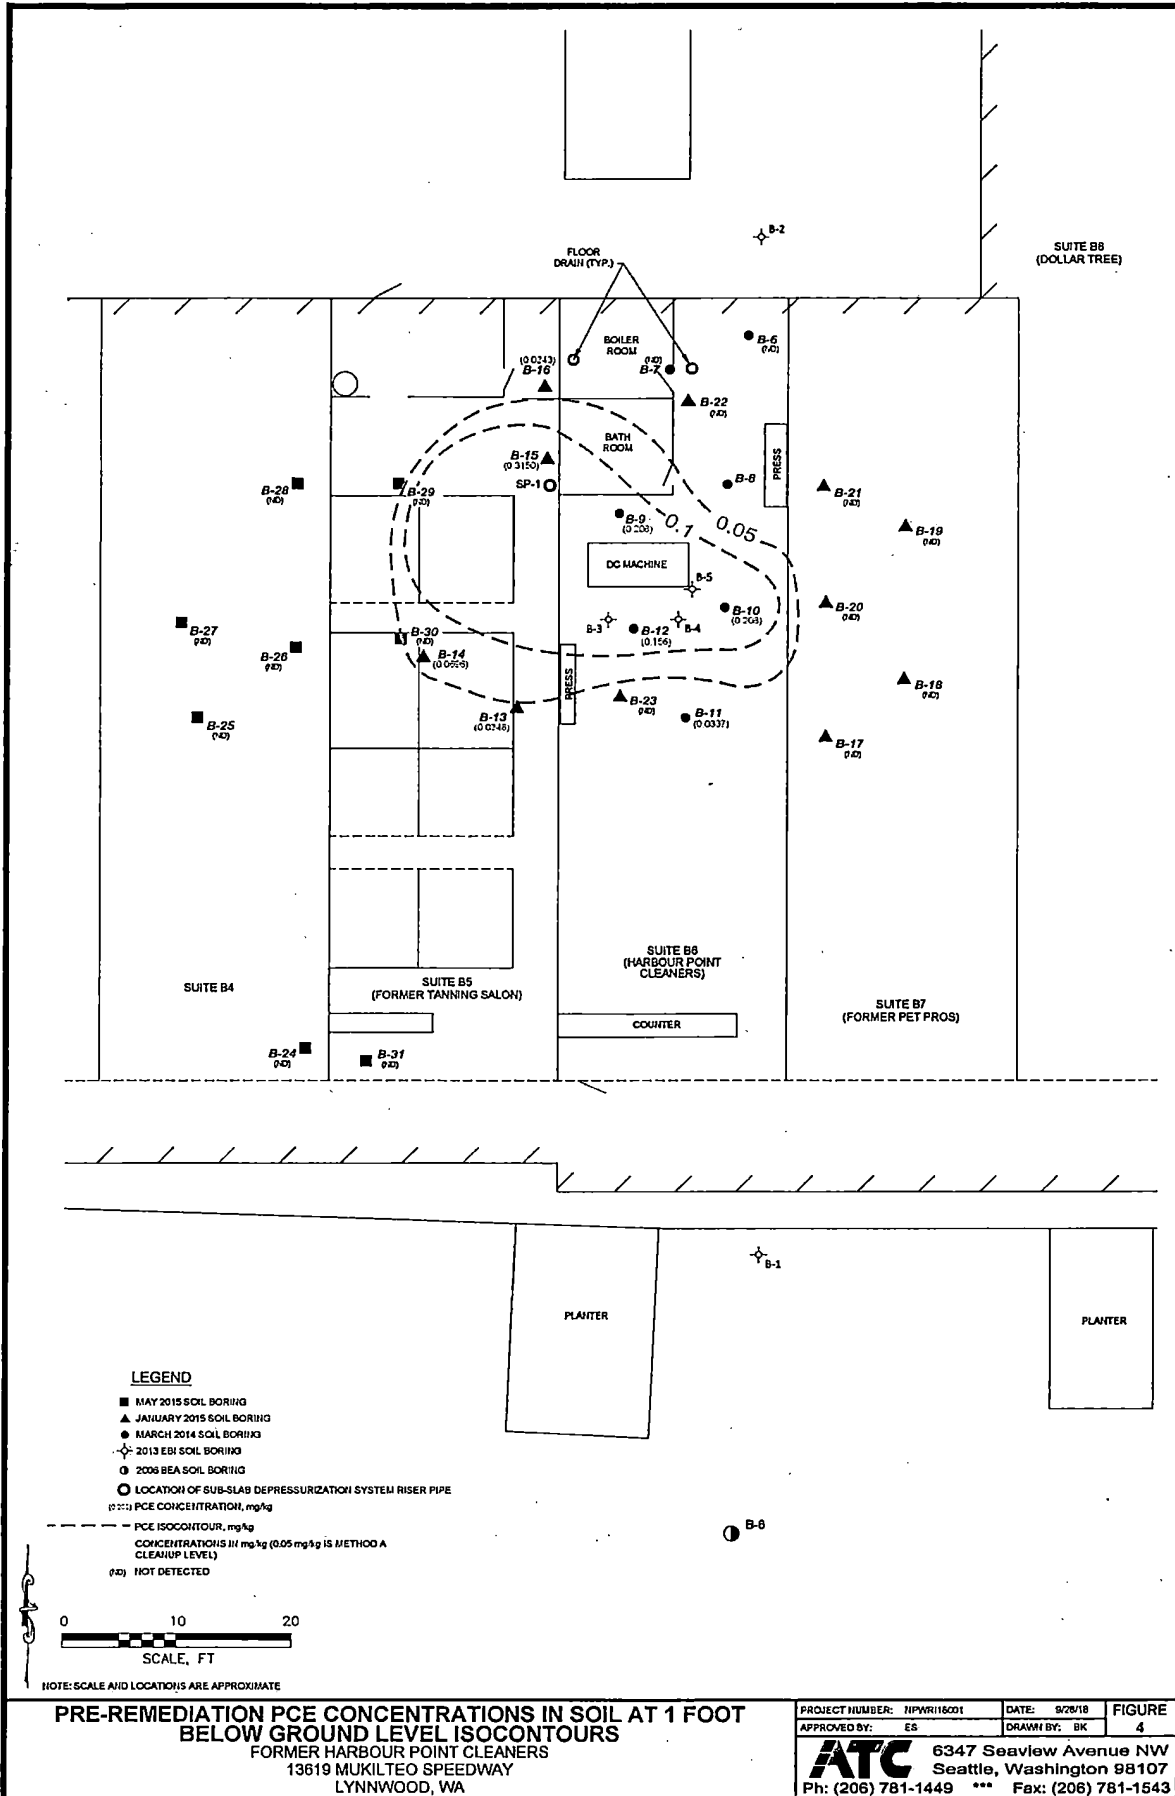 B-2
SUITE B8
(DOLLAR TREE)
FLOOR
DRAIN (TYP.)
BOILER
ROOM
B-6
(ND)
(0.0243)
B-16
(ND)
B-7
B-22
(ND)
BATH
ROOM
B-15
(0.3150)
SP-1
PRESS
B-8
B-28
(ND)
B-29
(ND)
B-21
(ND)
B-19
(ND)
B-9
0.1
0.05
DC MACHINE
B-5
B-10
B-20
(ND)
B-3
B-12
(0.156)
B-4
B-27
(ND)
B-26
(ND)
B-30
(ND)
B-14
PRESS
B-18
(ND)
B-23
(ND)
B-13
B-11
(0.0337)
B-25
(ND)
B-17
(ND)
SUITE B6
(HARBOUR POINT
CLEANERS)
SUITE B4
SUITE B5
(FORMER TANNING SALON)
SUITE B7
(FORMER PET PROS)
COUNTER
B-24
(ND)
B-31
(ND)
B-1
PLANTER
PLANTER
LEGEND
MAY 2015 SOIL BORING
JANUARY 2015 SOIL BORING
MARCH 2014 SOIL BORING
2013 EBI SOIL BORING
2006 BEA SOIL BORING
LOCATION OF SUB-SLAB DEPRESSURIZATION SYSTEM RISER PIPE
PCE CONCENTRATION, mg/kg
PCE ISOCONTOUR, mg/kg
CONCENTRATIONS IN mg/kg (0.05 mg/kg IS METHOD A
CLEANUP LEVEL)
(ND) NOT DETECTED
B-6
0 10 20
SCALE, FT
NOTE: SCALE AND LOCATIONS ARE APPROXIMATE
PRE-REMEDIATION PCE CONCENTRATIONS IN SOIL AT 1 FOOT
BELOW GROUND LEVEL ISOCONTOURS
FORMER HARBOUR POINT CLEANERS
13619 MUKILTEO SPEEDWAY
LYNNWOOD, WA
PROJECT NUMBER: NPWRI16001
DATE: 9/26/18
FIGURE
4
APPROVED BY: ES
DRAWN BY: BK
ATC
6347 Seaview Avenue NW
Seattle, Washington 98107
Ph: (206) 781-1449 *** Fax: (206) 781-1543